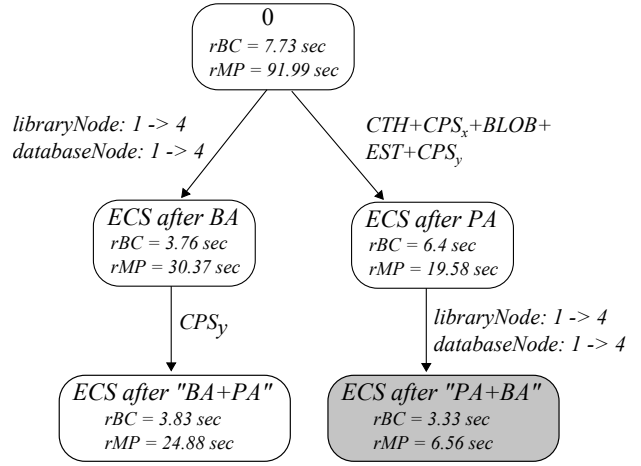 0
rBC = 7.73 sec
rMP = 91.99 sec
libraryNode: 1 -> 4
databaseNode: 1 -> 4
CTH+CPSx+BLOB+
EST+CPSy
ECS after BA
rBC = 3.76 sec
rMP = 30.37 sec
ECS after PA
rBC = 6.4 sec
rMP = 19.58 sec
CPSy
libraryNode: 1 -> 4
databaseNode: 1 -> 4
ECS after "BA+PA"
rBC = 3.83 sec
rMP = 24.88 sec
ECS after "PA+BA"
rBC = 3.33 sec
rMP = 6.56 sec